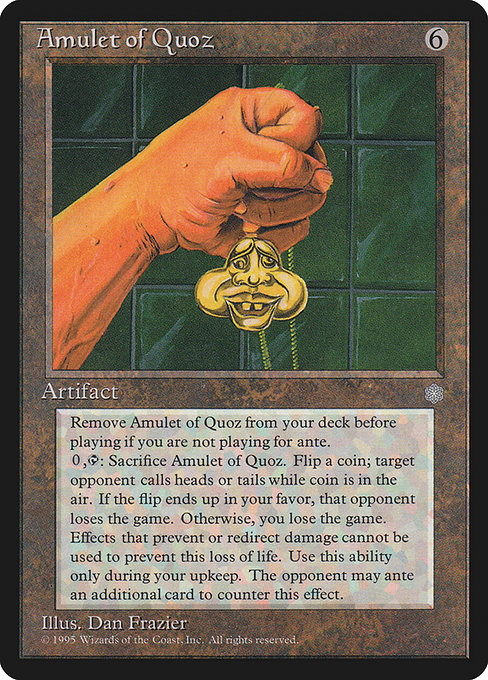 Amulet of Quoz
6
Artifact
Remove Amulet of Quoz from your deck before
playing if you are not playing for ante.
0,: Sacrifice Amulet of Quoz. Flip a coin; target
opponent calls heads or tails while coin is in the
air. If the flip ends up in your favor, that opponent
loses the game. Otherwise, you lose the game.
Effects that prevent or redirect damage cannot be
used to prevent this loss of life. Use this ability
only during your upkeep. The opponent may ante
an additional card to counter this effect.
Illus. Dan Frazier
© 1995 Wizards of the Coast, Inc. All rights reserved.